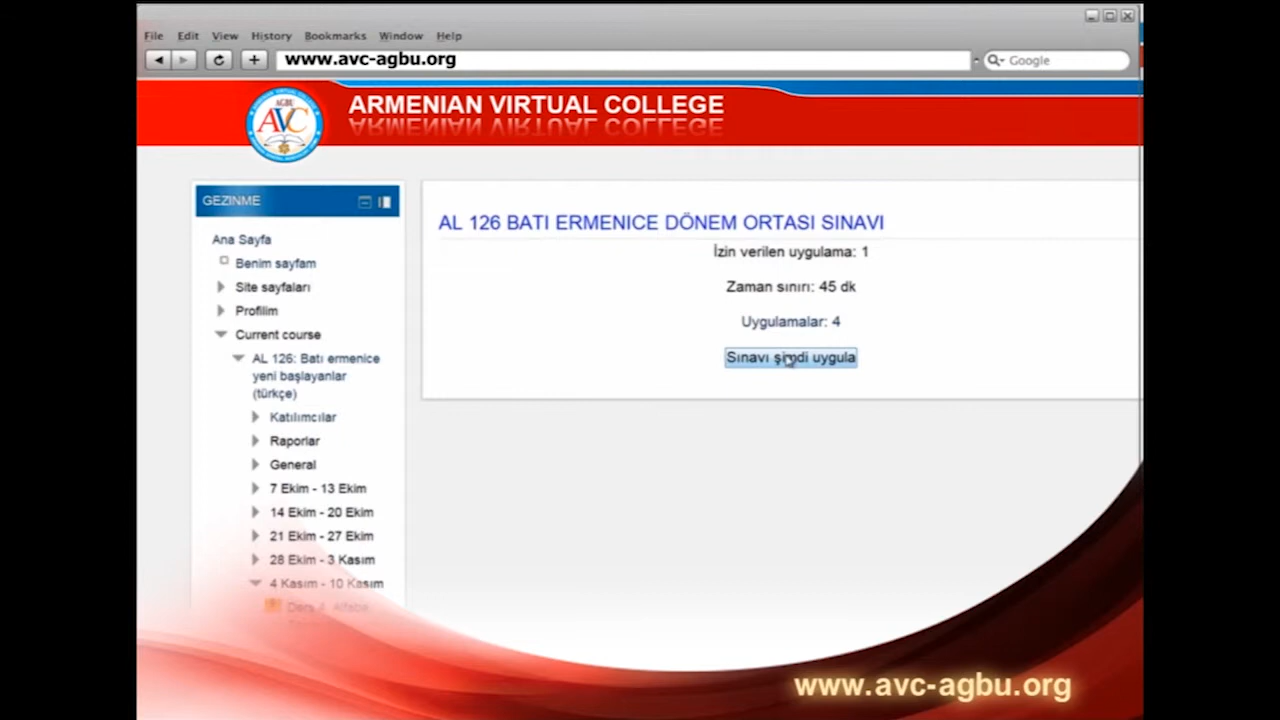 File Edit View History Bookmarks Window Help
www.avc-agbu.org
Google
AGBU
AVC
ARMENIAN VIRTUAL COLLEGE
GEZINME
Ana Sayfa
Benim sayfam
Site sayfaları
Profilim
Current course
AL 126: Batı ermenice
yeni başlayanlar
(türkçe)
Katılımcılar
Raporlar
General
7 Ekim - 13 Ekim
14 Ekim - 20 Ekim
21 Ekim - 27 Ekim
28 Ekim - 3 Kasım
4 Kasım - 10 Kasım
Ders 4. Alfabe
AL 126 BATI ERMENICE DÖNEM ORTASI SINAVI
İzin verilen uygulama: 1
Zaman sınırı: 45 dk
Uygulamalar: 4
Sınavı şimdi uygula
www.avc-agbu.org